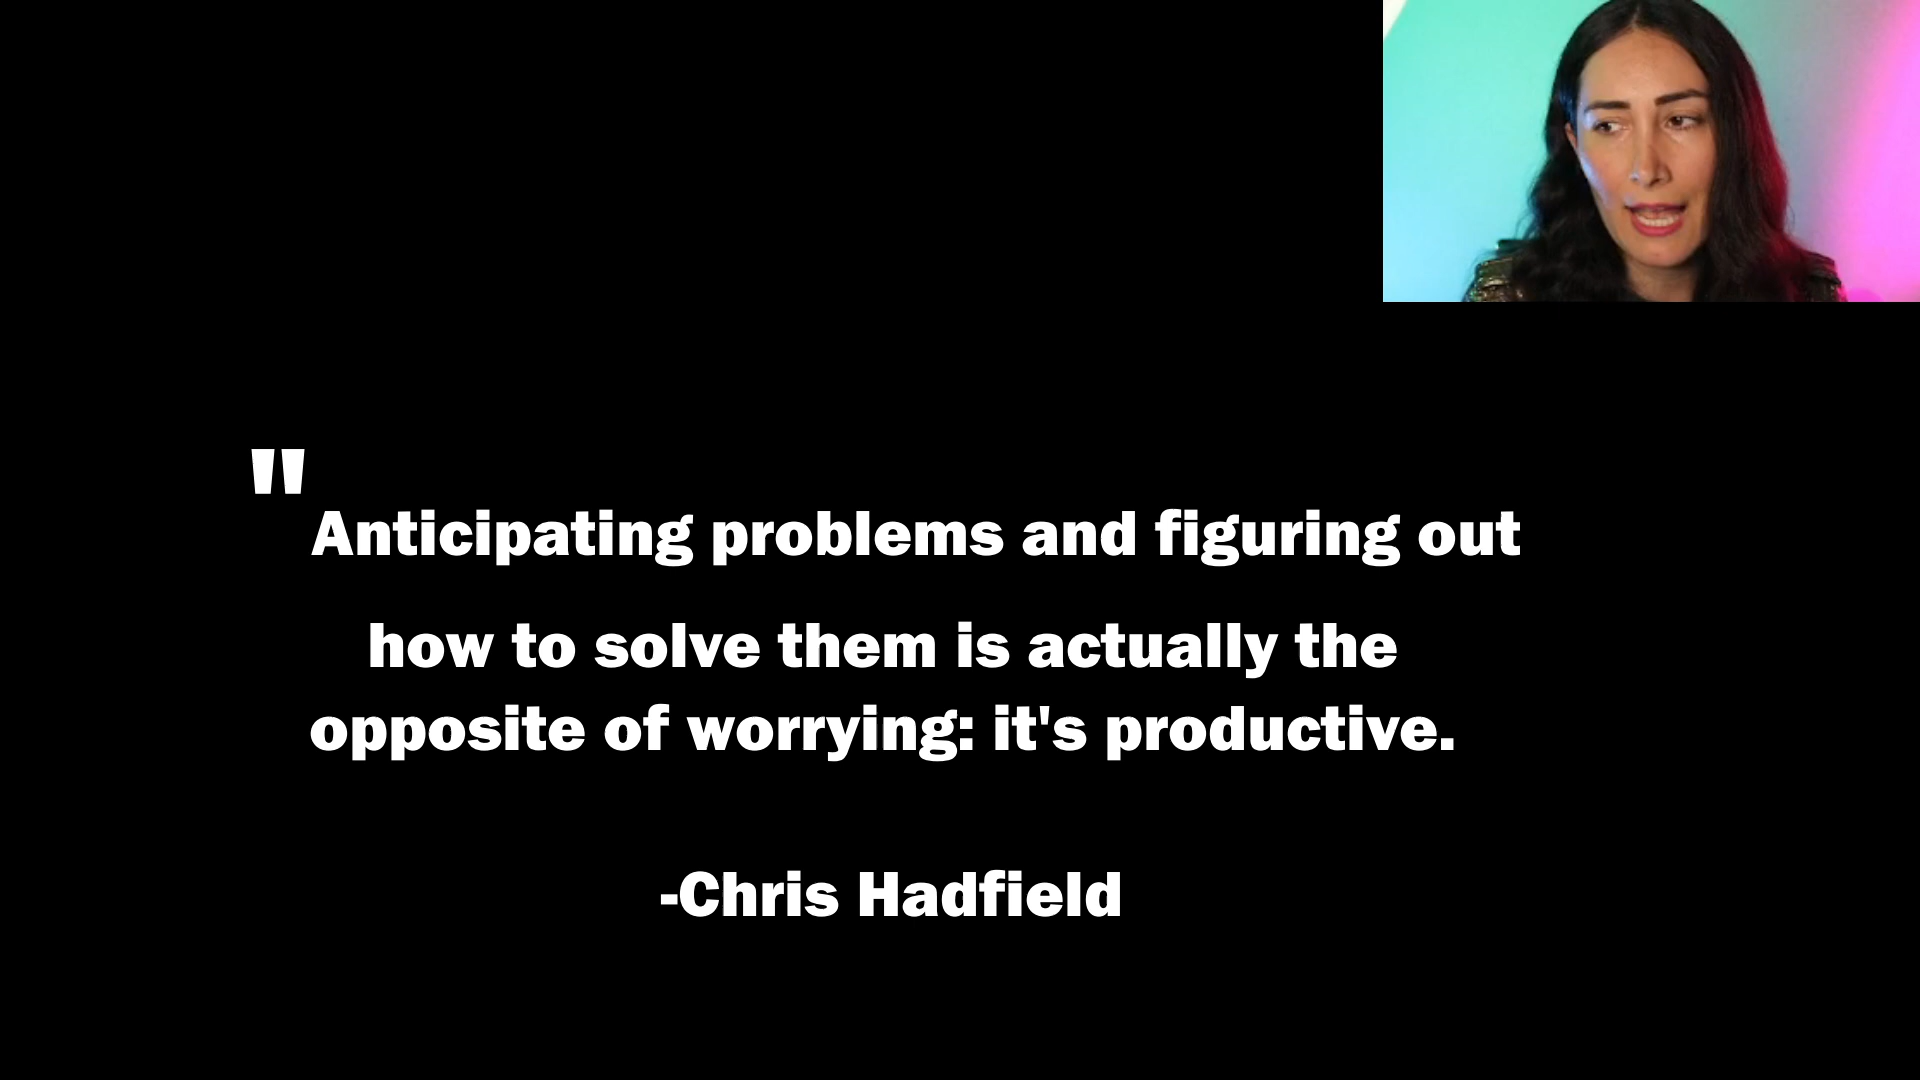 "Anticipating problems and figuring out
how to solve them is actually the
opposite of worrying: it's productive.
-Chris Hadfield